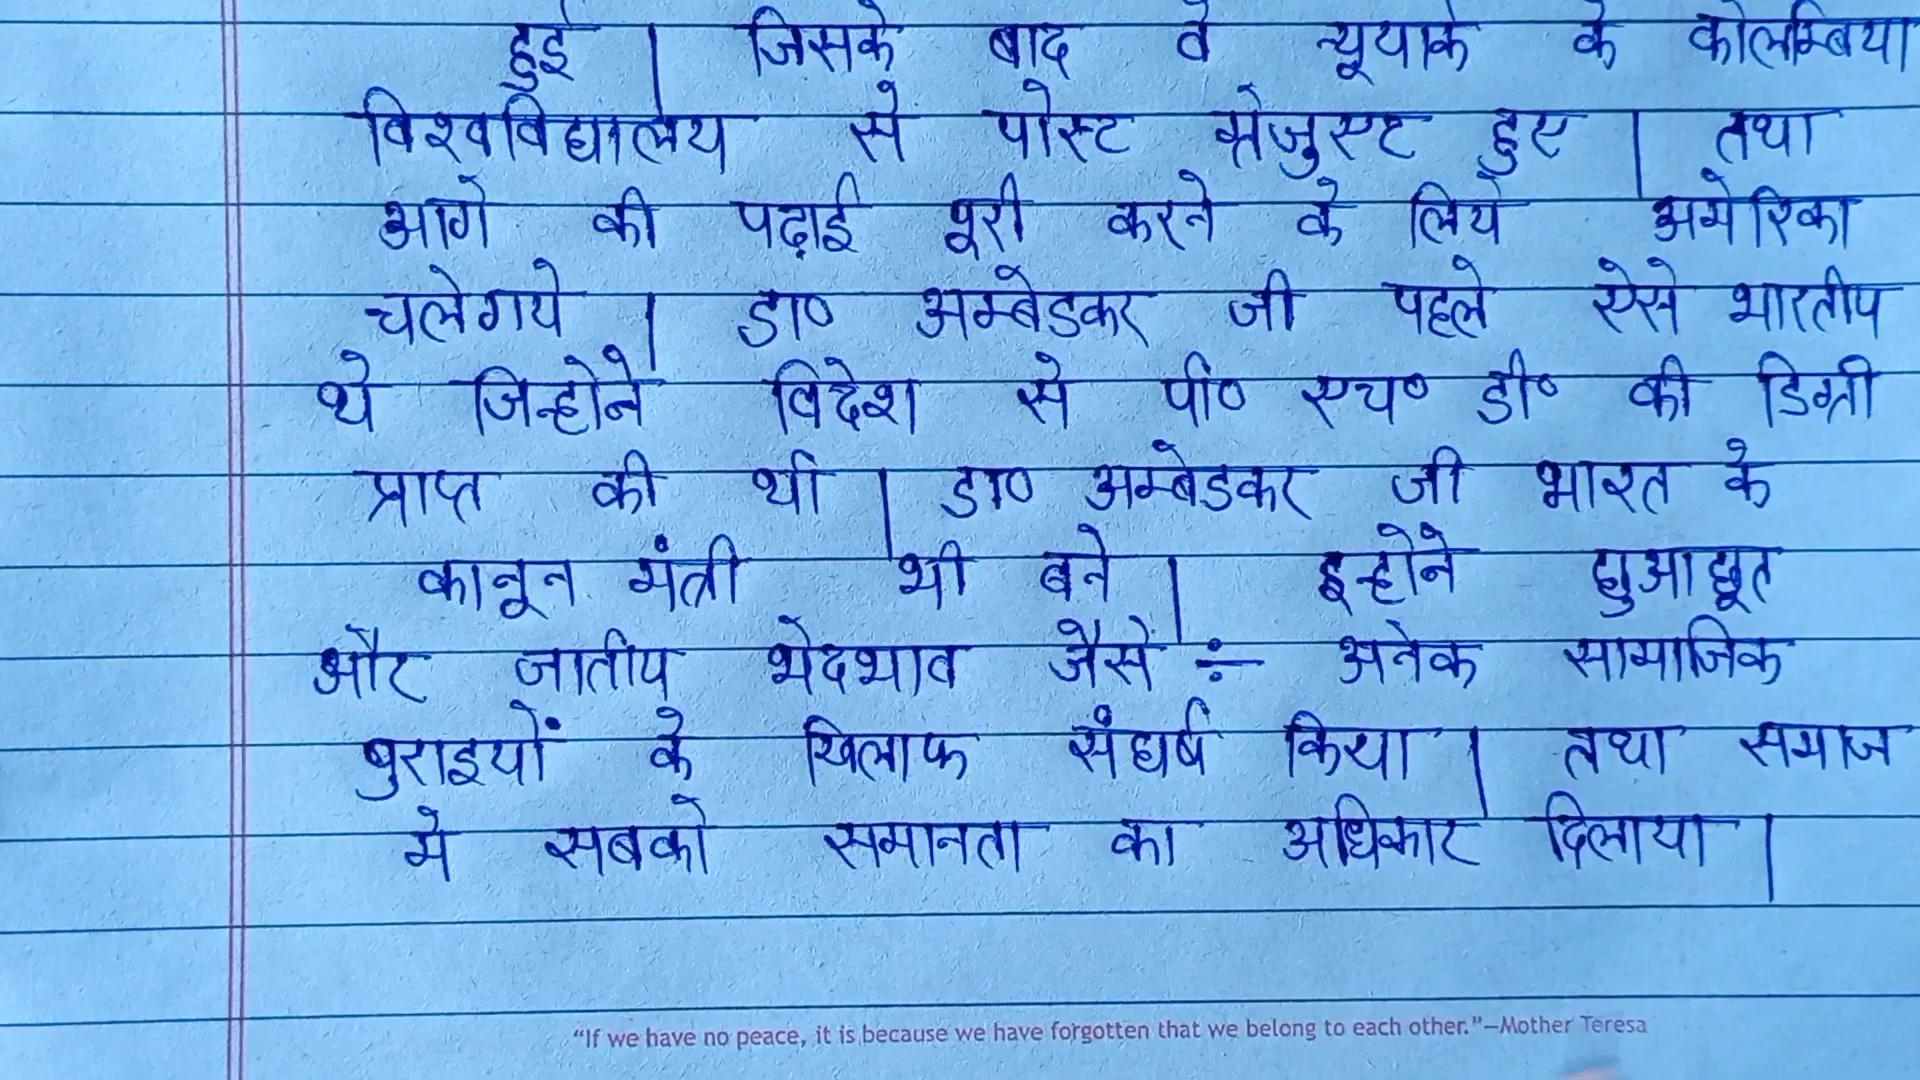 हुई । जिसके बाद वे न्यूयार्क के कोलम्बिया
विश्वविद्यालय से पोस्ट ग्रेजुएट हुए । तथा
आगे की पढ़ाई पूरी करने के लिये अमेरिका
चलेगये । डा० अम्बेडकर जी पहले ऐसे भारतीय
थे जिन्होने विदेश से पी० एच० डी० की डिग्री
प्राप्त की थी । डा० अम्बेडकर जी भारत के
कानून मंत्री भी बने । इन्होने छुआछूत
और जातीय भेदभाव जैसे ÷ अनेक सामाजिक
बुराइयों के खिलाफ संघर्ष किया । तथा समाज
मे सबको समानता का अधिकार दिलाया ।
“If we have no peace, it is because we have forgotten that we belong to each other.”—Mother Teresa